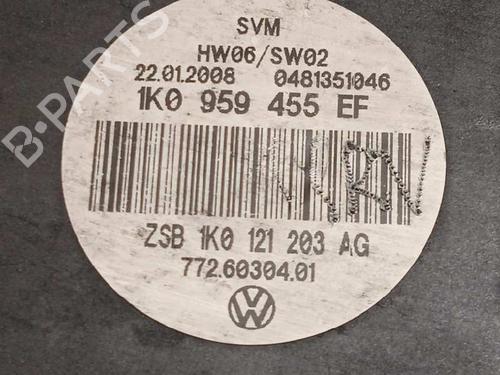 SVM
HW06/SW02
22.01.2008 0481351046
1K0 959 455 EF
ZSB 1K0 121 203 AG
772.60304.01
B-PARTS